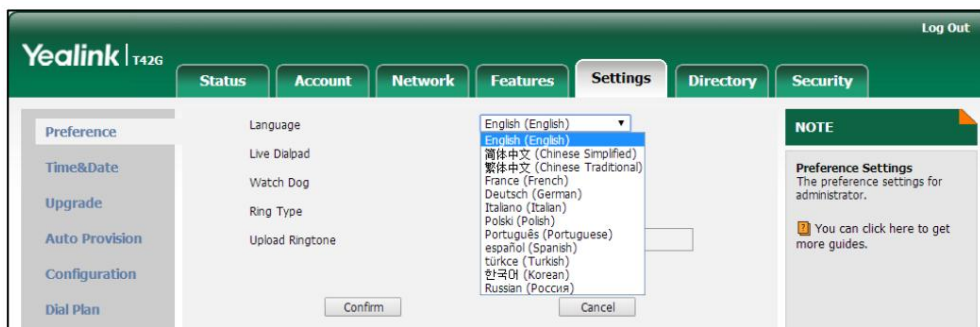 Log Out
Yealink | T42G
Status Account Network Features Settings Directory Security
Preference
Time&Date
Upgrade
Auto Provision
Configuration
Dial Plan
Language
Live Dialpad
Watch Dog
Ring Type
Upload Ringtone
English (English)
English (English)
简体中文 (Chinese Simplified)
繁体中文 (Chinese Traditional)
France (French)
Deutsch (German)
Italiano (Italian)
Polski (Polish)
Português (Portuguese)
español (Spanish)
türkce (Turkish)
한국어 (Korean)
Russian (Россия)
Confirm Cancel
NOTE
Preference Settings
The preference settings for
administrator.
You can click here to get
more guides.